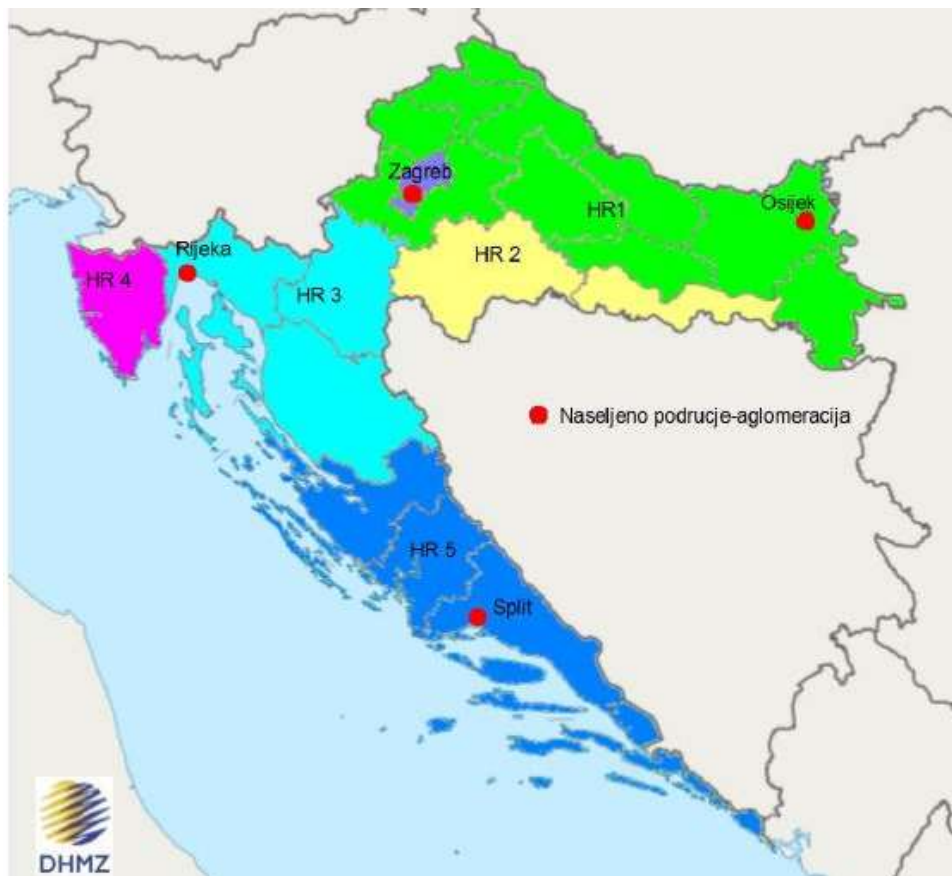 Zagreb
Osijek
HR1
Rijeka
HR 2
HR 4
HR 3
Naseljeno podrucje-aglomeracija
HR 5
Split
DHMZ